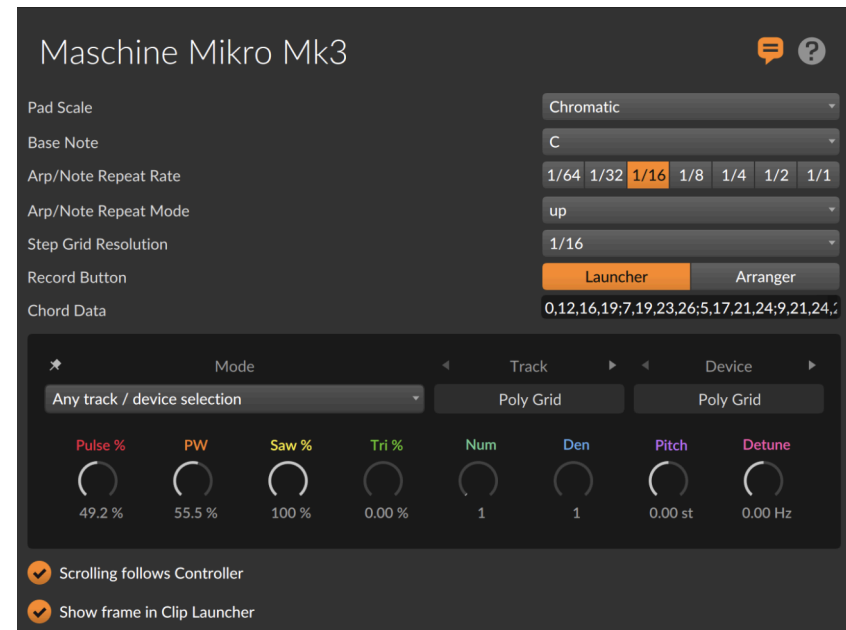 Maschine Mikro Mk3
Pad Scale Chromatic
Base Note C
Arp/Note Repeat Rate 1/64 1/32 1/16 1/8 1/4 1/2 1/1
Arp/Note Repeat Mode up
Step Grid Resolution 1/16
Record Button Launcher Arranger
Chord Data 0,12,16,19;7,19,23,26;5,17,21,24;9,21,24,
Mode Track Device
Any track / device selection Poly Grid Poly Grid
Pulse % PW Saw % Tri % Num Den Pitch Detune
49.2 % 55.5 % 100 % 0.00 % 1 1 0.00 st 0.00 Hz
Scrolling follows Controller
Show frame in Clip Launcher